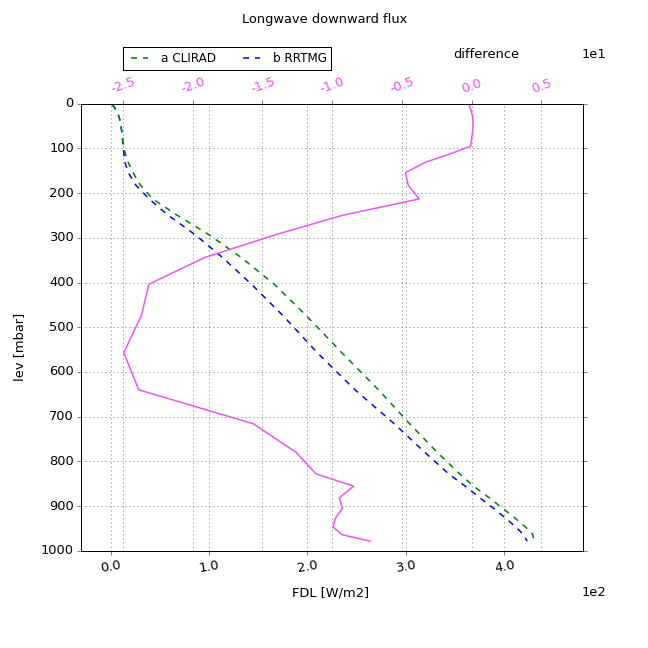 Longwave downward flux
a CLIRAD b RRTMG difference 1e1
-2.5 -2.0 -1.5 -1.0 -0.5 0.0 0.5
0
100
200
300
400
500
600
700
800
900
1000
lev [mbar]
0.0 1.0 2.0 3.0 4.0
FDL [W/m2] 1e2